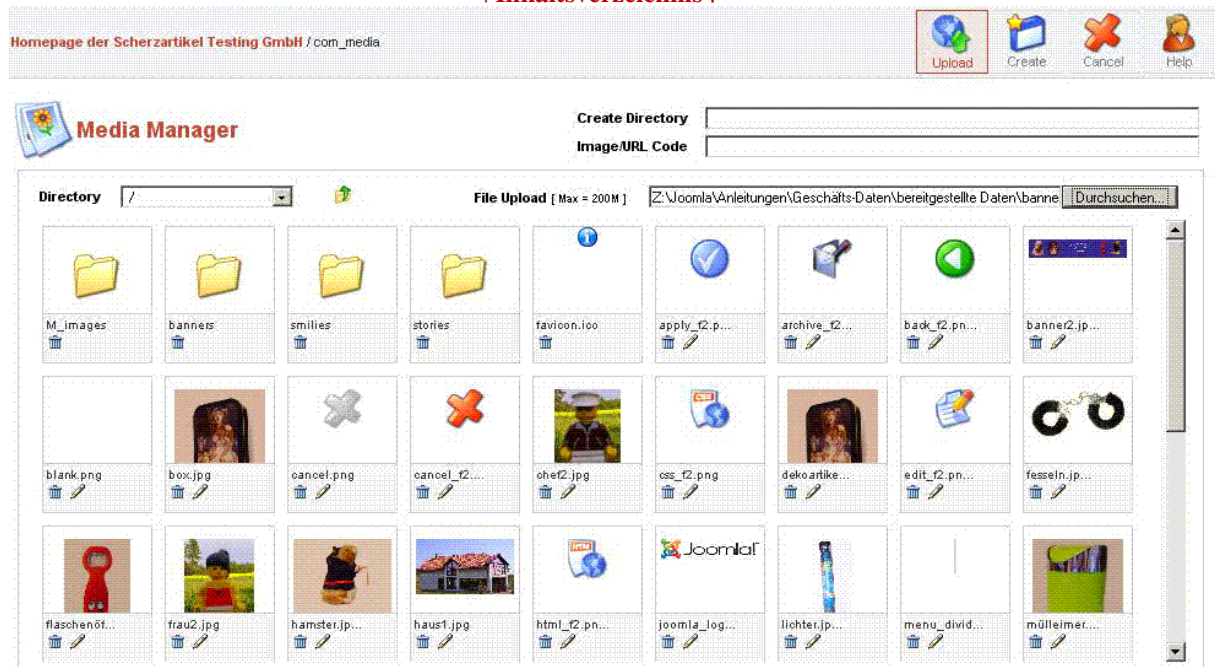 ↑Inhaltsverzeichnis↑
Homepage der Scherzartikel Testing GmbH / com_media
Upload Create Cancel Help
Media Manager
Create Directory
Image/URL Code
Directory / File Upload [ Max = 200M ] Z:\Joomla\Anleitungen\Geschäfts-Daten\bereitgestellte Daten\banne Durchsuchen...
M_images banners smilies stories favicon.ico apply_f2.p... archive_f2... back_f2.pn... banner2.jp...
CSS
blank.png box.jpg cancel.png cancel_f2.... chef2.jpg css_f2.png dekoartike... edit_f2.pn... fesseln.jp...
HTML Joomla!
flaschenöf... frau2.jpg hamster.jp... haus1.jpg html_f2.pn... joomla_log... lichter.jp... menu_divid... mülleimer....